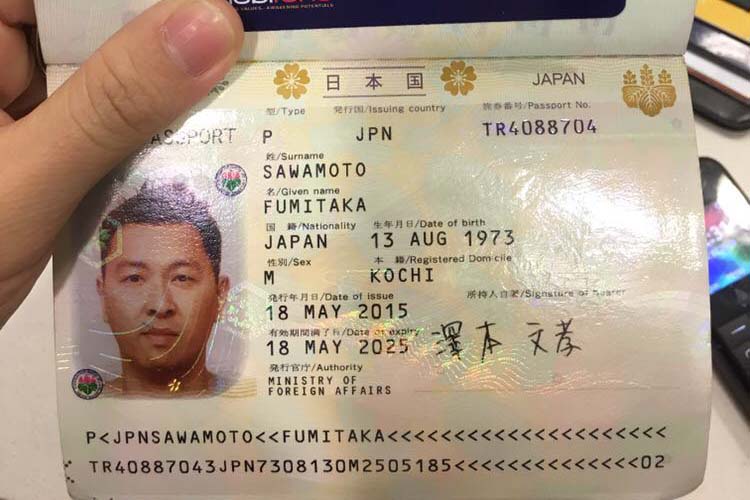 VALUES. AWAKENING POTENTIALS
日本国 JAPAN
型/Type 発行国/Issuing country 旅券番号/Passport No.
PASSPORT P JPN TR4088704
姓/Surname
SAWAMOTO
名/Given name
FUMITAKA
国 籍/Nationality 生年月日/Date of birth
JAPAN 13 AUG 1973
性別/Sex 本 籍/Registered Domicile
M KOCHI
発行年月日/Date of issue 所持人自署/Signature of bearer
18 MAY 2015
有効期間満了日/Date of expiry
18 MAY 2025 澤本 文孝
発行官庁/Authority
MINISTRY OF
FOREIGN AFFAIRS
P<JPNSAWAMOTO<<FUMITAKA<<<<<<<<<<<<<<<<<<<<<
TR40887043JPN7308130M2505185<<<<<<<<<<<<<<02